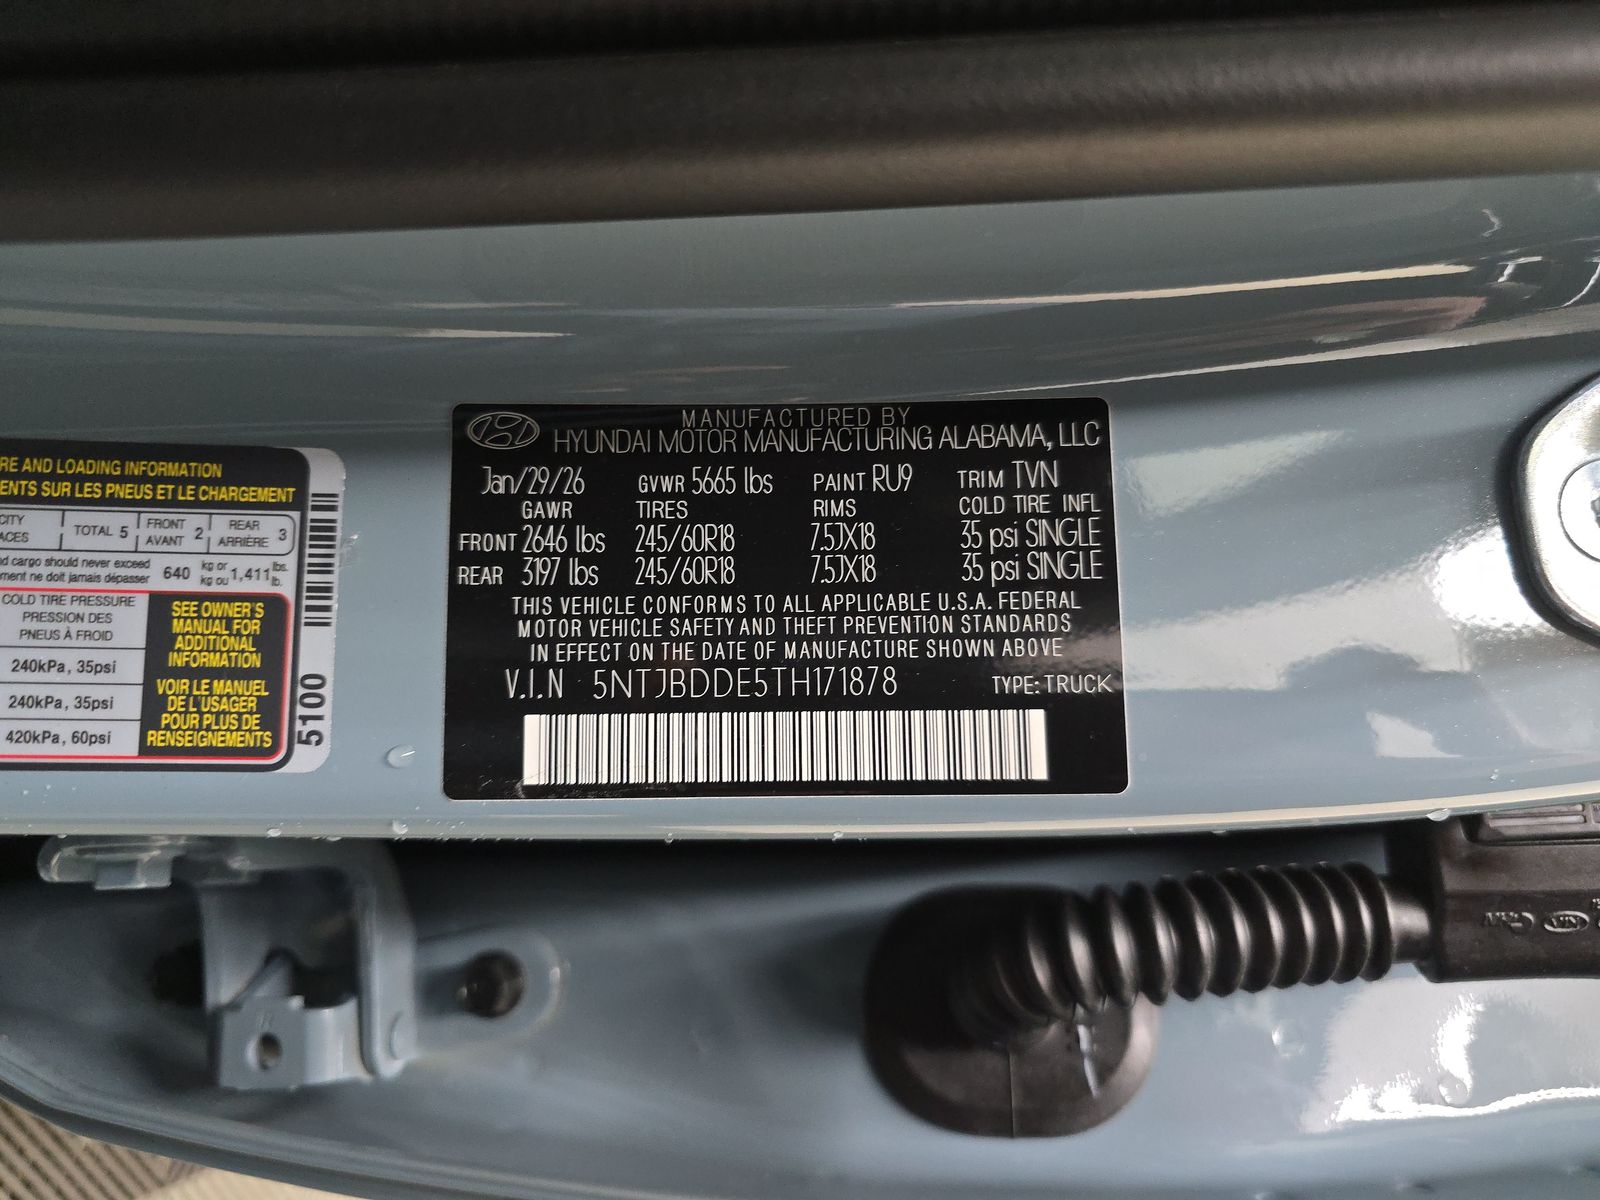 MANUFACTURED BY
HYUNDAI MOTOR MANUFACTURING ALABAMA, LLC
Jan/29/26 GVWR 5665 lbs PAINT RU9 TRIM TVN
GAWR TIRES RIMS COLD TIRE INFL
FRONT 2646 lbs 245/60R18 7.5JX18 35 psi SINGLE
REAR 3197 lbs 245/60R18 7.5JX18 35 psi SINGLE
THIS VEHICLE CONFORMS TO ALL APPLICABLE U.S.A. FEDERAL
MOTOR VEHICLE SAFETY AND THEFT PREVENTION STANDARDS
IN EFFECT ON THE DATE OF MANUFACTURE SHOWN ABOVE
V.I.N 5NTJBDDE5TH171878 TYPE: TRUCK
RE AND LOADING INFORMATION
ENTS SUR LES PNEUS ET LE CHARGEMENT
CITY TOTAL 5 FRONT 2 REAR 3
ACES AVANT ARRIÈRE
nd cargo should never exceed 640 kg or 1,411 lbs.
ment ne doit jamais dépasser kg ou lb.
COLD TIRE PRESSURE
PRESSION DES
PNEUS À FROID
240kPa, 35psi
240kPa, 35psi
420kPa, 60psi
SEE OWNER'S
MANUAL FOR
ADDITIONAL
INFORMATION
VOIR LE MANUEL
DE L'USAGER
POUR PLUS DE
RENSEIGNEMENTS
5100